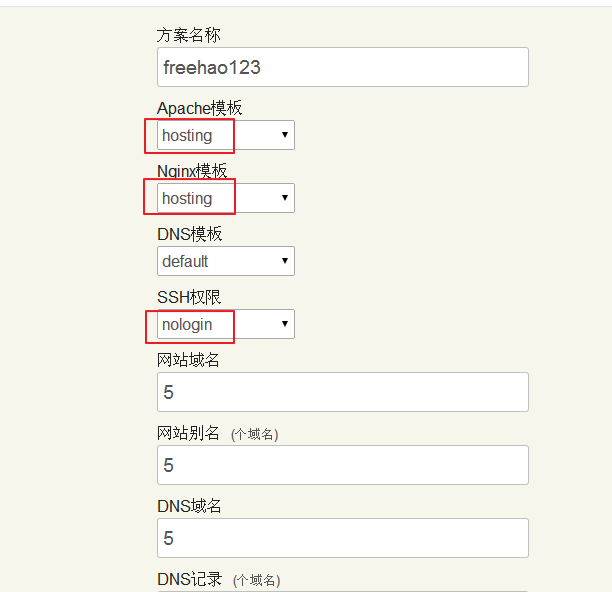 方案名称
freehao123
Apache模板
hosting
Nginx模板
hosting
DNS模板
default
SSH权限
nologin
网站域名
5
网站别名 (个域名)
5
DNS域名
5
DNS记录 (个域名)